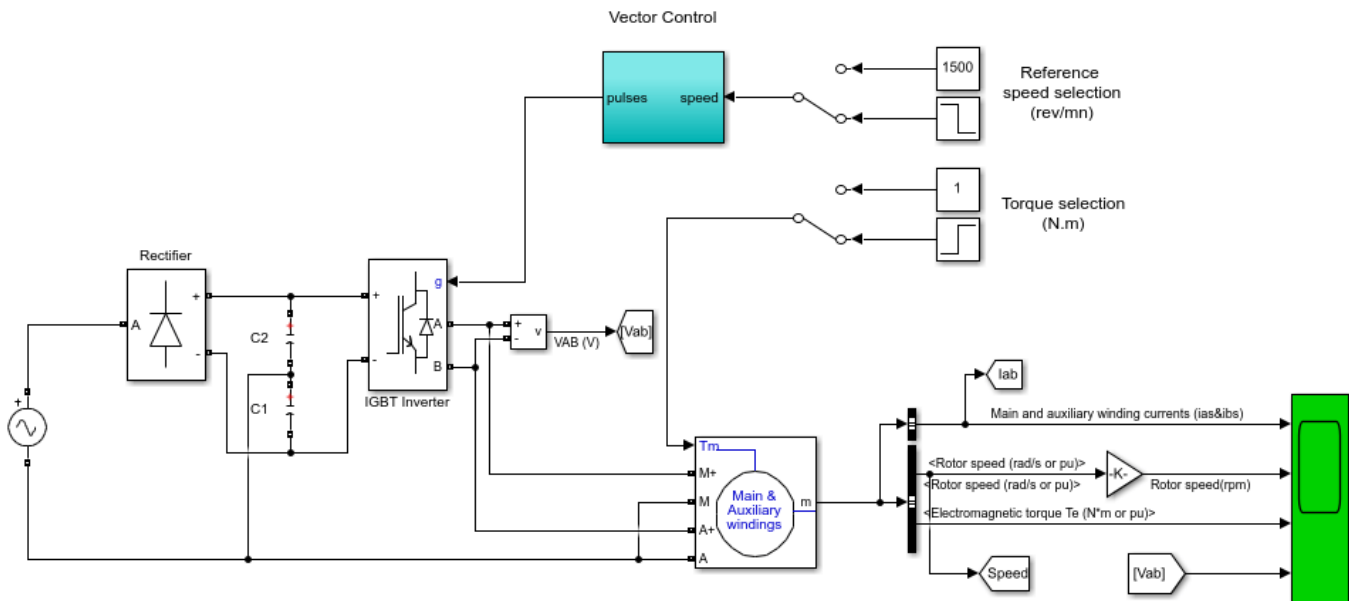 Vector Control
pulses
speed
1500
Reference
speed selection
(rev/mn)
1
Torque selection
(N.m)
Rectifier
A
+
-
C2
C1
+
-
g
A
B
IGBT Inverter
+
-
v
VAB (V)
[Vab]
+
Tm
M+
M
A+
A
Main &
Auxiliary
windings
m
Iab
Main and auxiliary winding currents (ias&ibs)
<Rotor speed (rad/s or pu)>
<Rotor speed (rad/s or pu)>
-K-
Rotor speed(rpm)
<Electromagnetic torque Te (N*m or pu)>
Speed
[Vab]